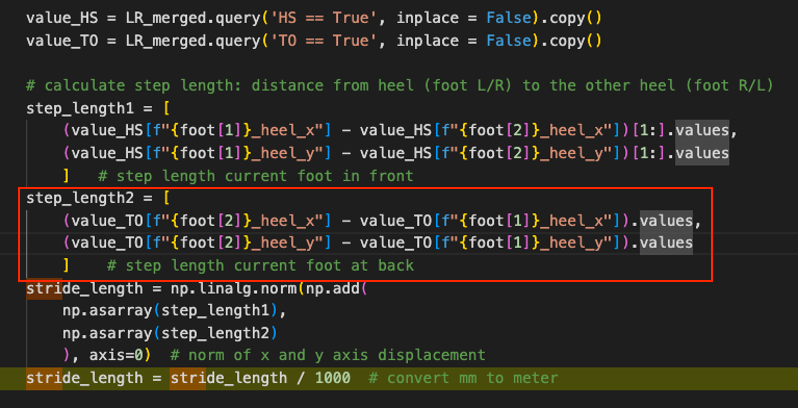 value_HS = LR_merged.query('HS == True', inplace = False).copy()
value_TO = LR_merged.query('TO == True', inplace = False).copy()
# calculate step length: distance from heel (foot L/R) to the other heel (foot R/L)
step_length1 = [
(value_HS[f"{foot[1]}_heel_x"] - value_HS[f"{foot[2]}_heel_x"])[1:].values,
(value_HS[f"{foot[1]}_heel_y"] - value_HS[f"{foot[2]}_heel_y"])[1:].values
] # step length current foot in front
step_length2 = [
(value_TO[f"{foot[2]}_heel_x"] - value_TO[f"{foot[1]}_heel_x"]).values,
(value_TO[f"{foot[2]}_heel_y"] - value_TO[f"{foot[1]}_heel_y"]).values
] # step length current foot at back
stride_length = np.linalg.norm(np.add(
np.asarray(step_length1),
np.asarray(step_length2)
), axis=0) # norm of x and y axis displacement
stride_length = stride_length / 1000 # convert mm to meter